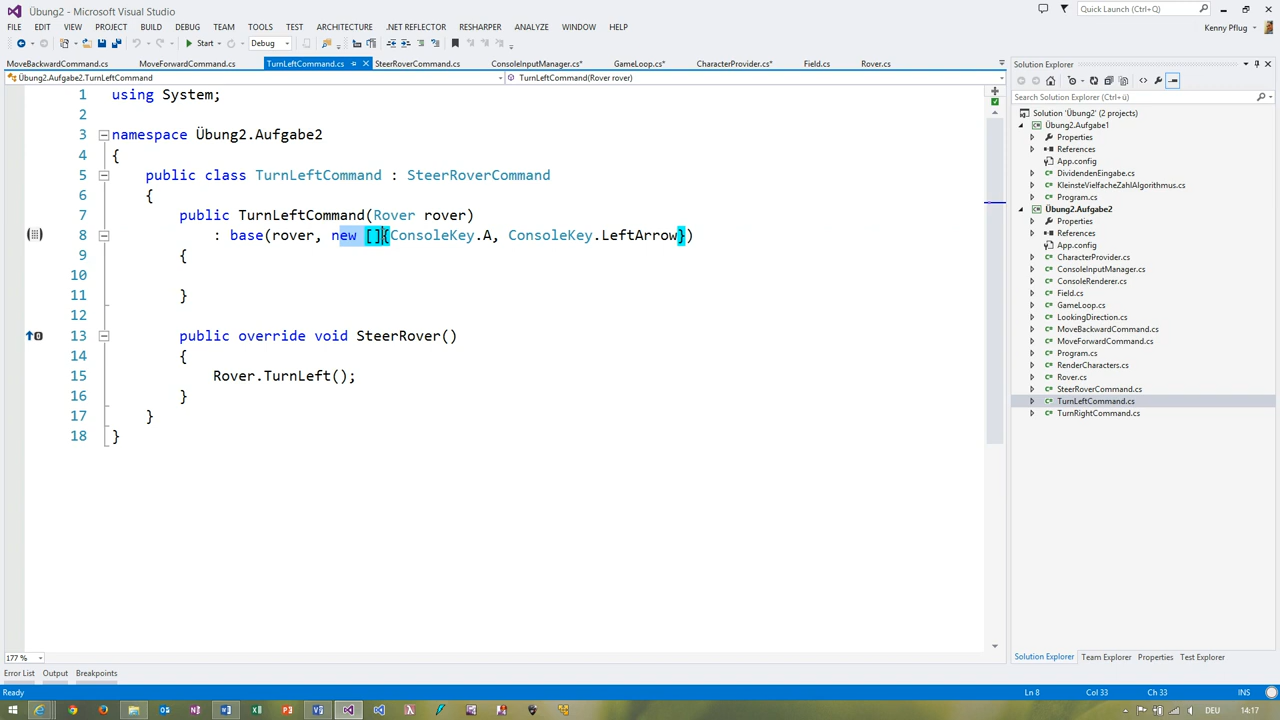 Übung2 - Microsoft Visual Studio
Quick Launch (Ctrl+Q)
FILE EDIT VIEW PROJECT BUILD DEBUG TEAM TOOLS TEST ARCHITECTURE .NET REFLECTOR RESHARPER ANALYZE WINDOW HELP
Kenny Pflug
Start Debug
MoveBackwardCommand.cs MoveForwardCommand.cs TurnLeftCommand.cs SteerRoverCommand.cs ConsoleInputManager.cs* GameLoop.cs* CharacterProvider.cs* Field.cs Rover.cs
Übung2.Aufgabe2.TurnLeftCommand TurnLeftCommand(Rover rover)
1 using System;
2
3 namespace Übung2.Aufgabe2
4 {
5 public class TurnLeftCommand : SteerRoverCommand
6 {
7 public TurnLeftCommand(Rover rover)
8 : base(rover, new []{ConsoleKey.A, ConsoleKey.LeftArrow})
9 {
10
11 }
12
13 public override void SteerRover()
14 {
15 Rover.TurnLeft();
16 }
17 }
18 }
177 %
Solution Explorer
Search Solution Explorer (Ctrl+ü)
Solution 'Übung2' (2 projects)
Übung2.Aufgabe1
Properties
References
App.config
DividendenEingabe.cs
KleinsteVielfacheZahlAlgorithmus.cs
Program.cs
Übung2.Aufgabe2
Properties
References
App.config
CharacterProvider.cs
ConsoleInputManager.cs
ConsoleRenderer.cs
Field.cs
GameLoop.cs
LookingDirection.cs
MoveBackwardCommand.cs
MoveForwardCommand.cs
Program.cs
RenderCharacters.cs
Rover.cs
SteerRoverCommand.cs
TurnLeftCommand.cs
TurnRightCommand.cs
Solution Explorer Team Explorer Properties Test Explorer
Error List Output Breakpoints
Ready Ln 8 Col 33 Ch 33 INS
DEU 14:17